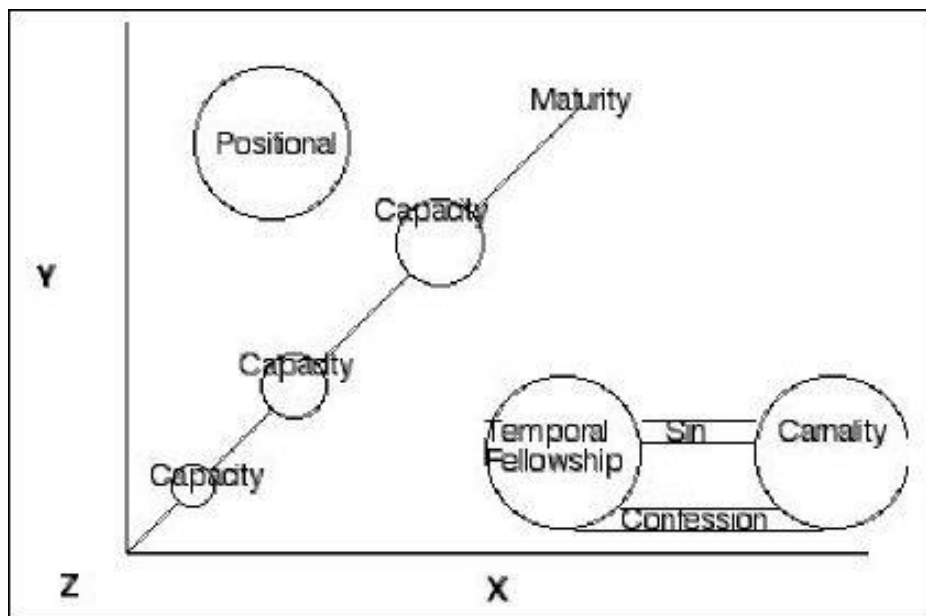 Maturity
Positional
Capacity
Y
Capacity
Temporal
Fellowship
Sin
Carnality
Capacity
Confession
Z
X